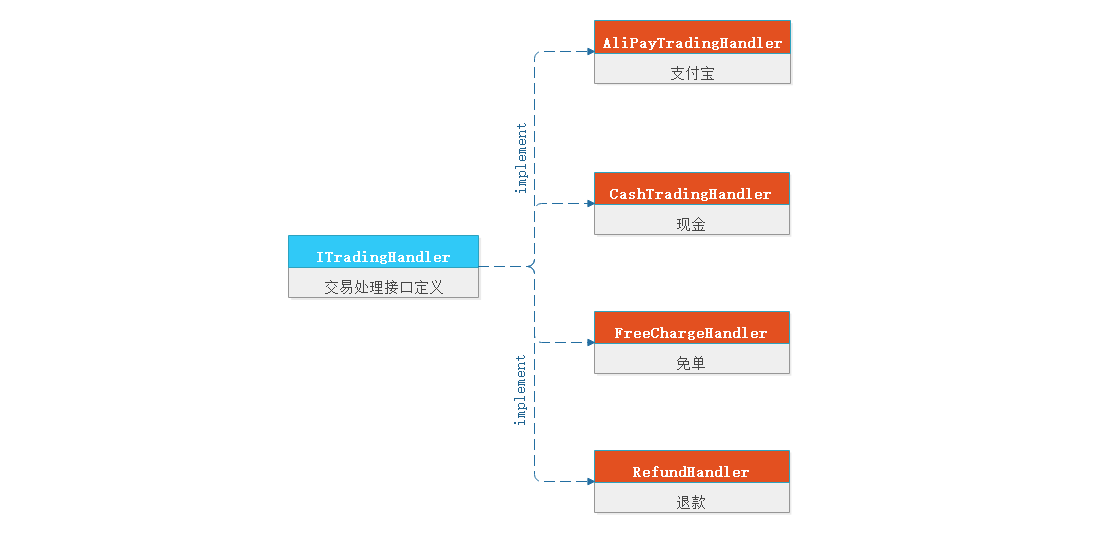 AliPayTradingHandler
支付宝
implement
CashTradingHandler
现金
ITradingHandler
交易处理接口定义
FreeChargeHandler
免单
implement
RefundHandler
退款